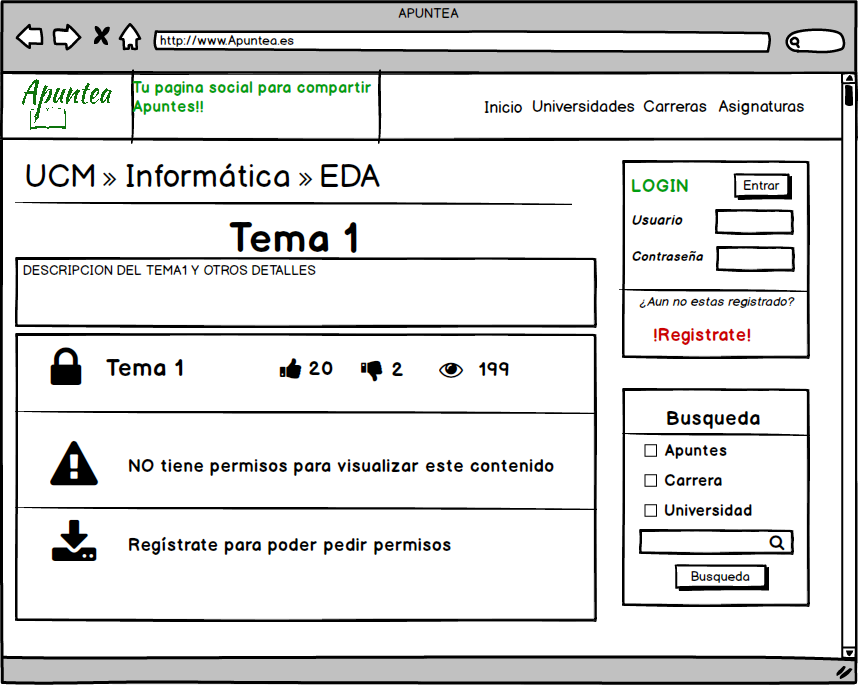 APUNTEA
http://www.Apuntea.es
Apuntea
Tu pagina social para compartir
Apuntes!!
Inicio Universidades Carreras Asignaturas
UCM » Informática » EDA
Tema 1
DESCRIPCION DEL TEMA1 Y OTROS DETALLES
Tema 1 20 2 199
NO tiene permisos para visualizar este contenido
Regístrate para poder pedir permisos
LOGIN Entrar
Usuario
Contraseña
¿Aun no estas registrado?
!Registrate!
Busqueda
Apuntes
Carrera
Universidad
Busqueda